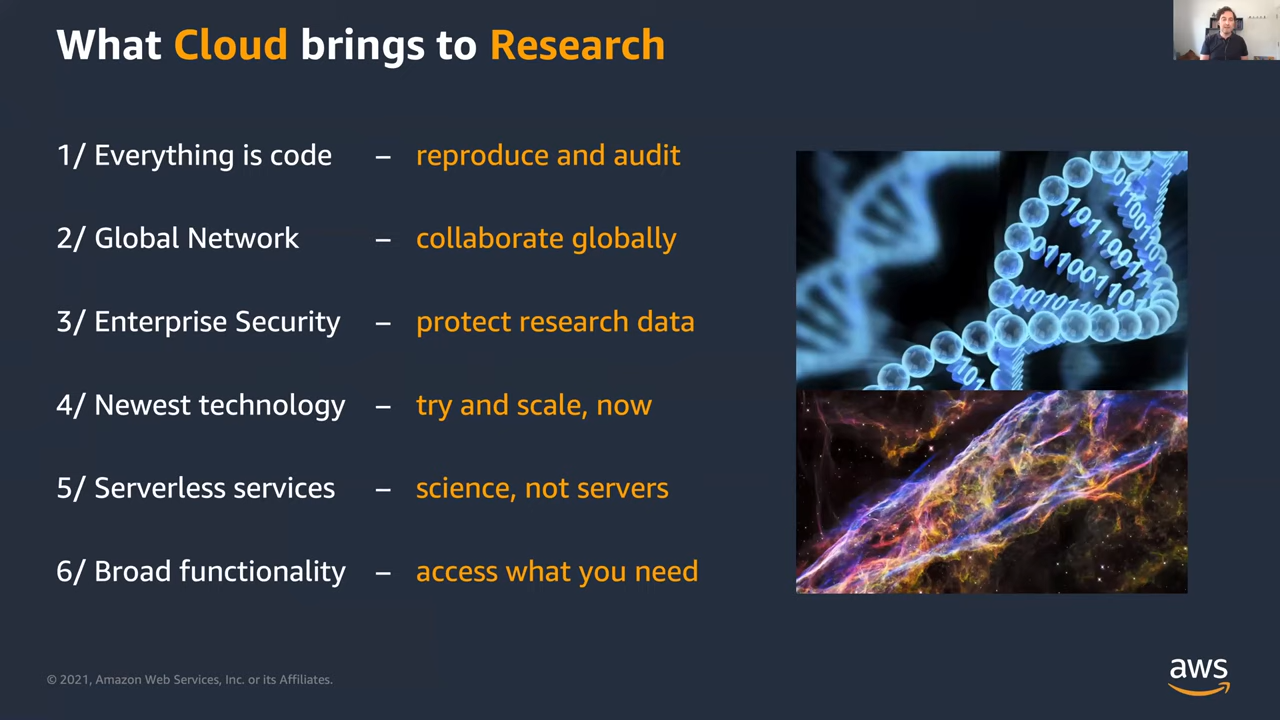 What Cloud brings to Research
1/ Everything is code – reproduce and audit
2/ Global Network – collaborate globally
3/ Enterprise Security – protect research data
4/ Newest technology – try and scale, now
5/ Serverless services – science, not servers
6/ Broad functionality – access what you need
© 2021, Amazon Web Services, Inc. or its Affiliates.
aws